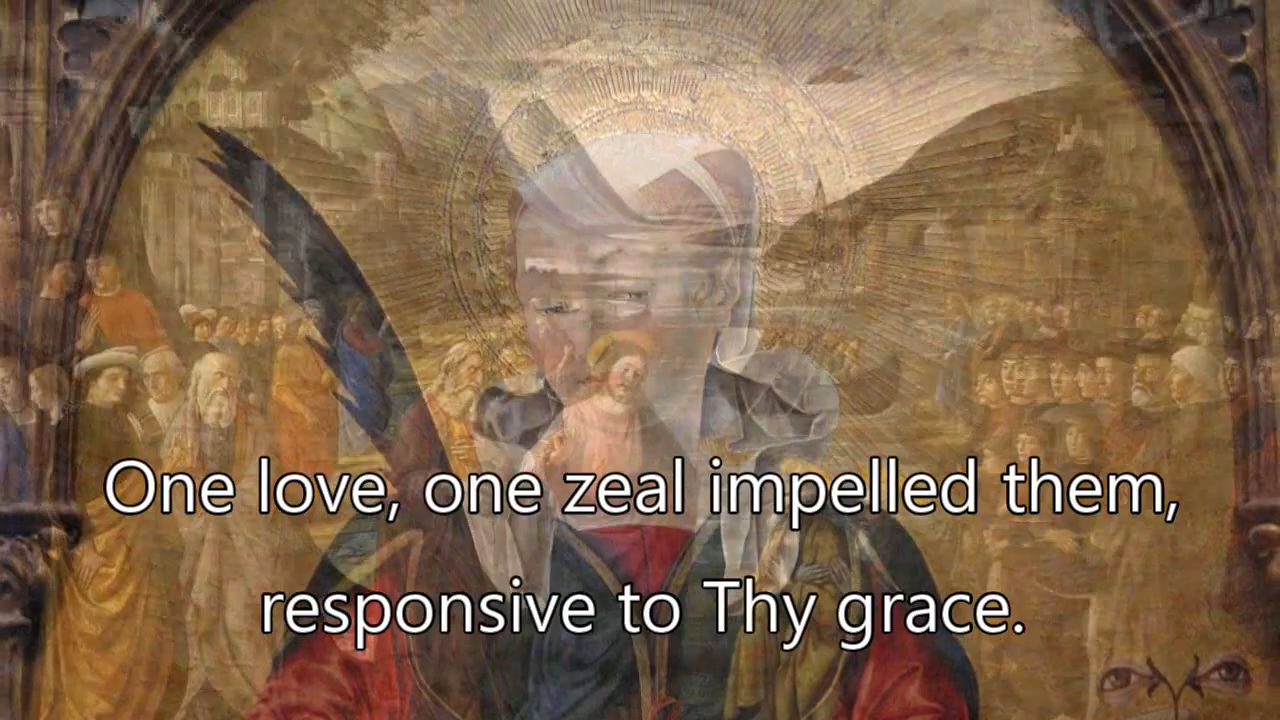 One love, one zeal impelled them,
responsive to Thy grace.